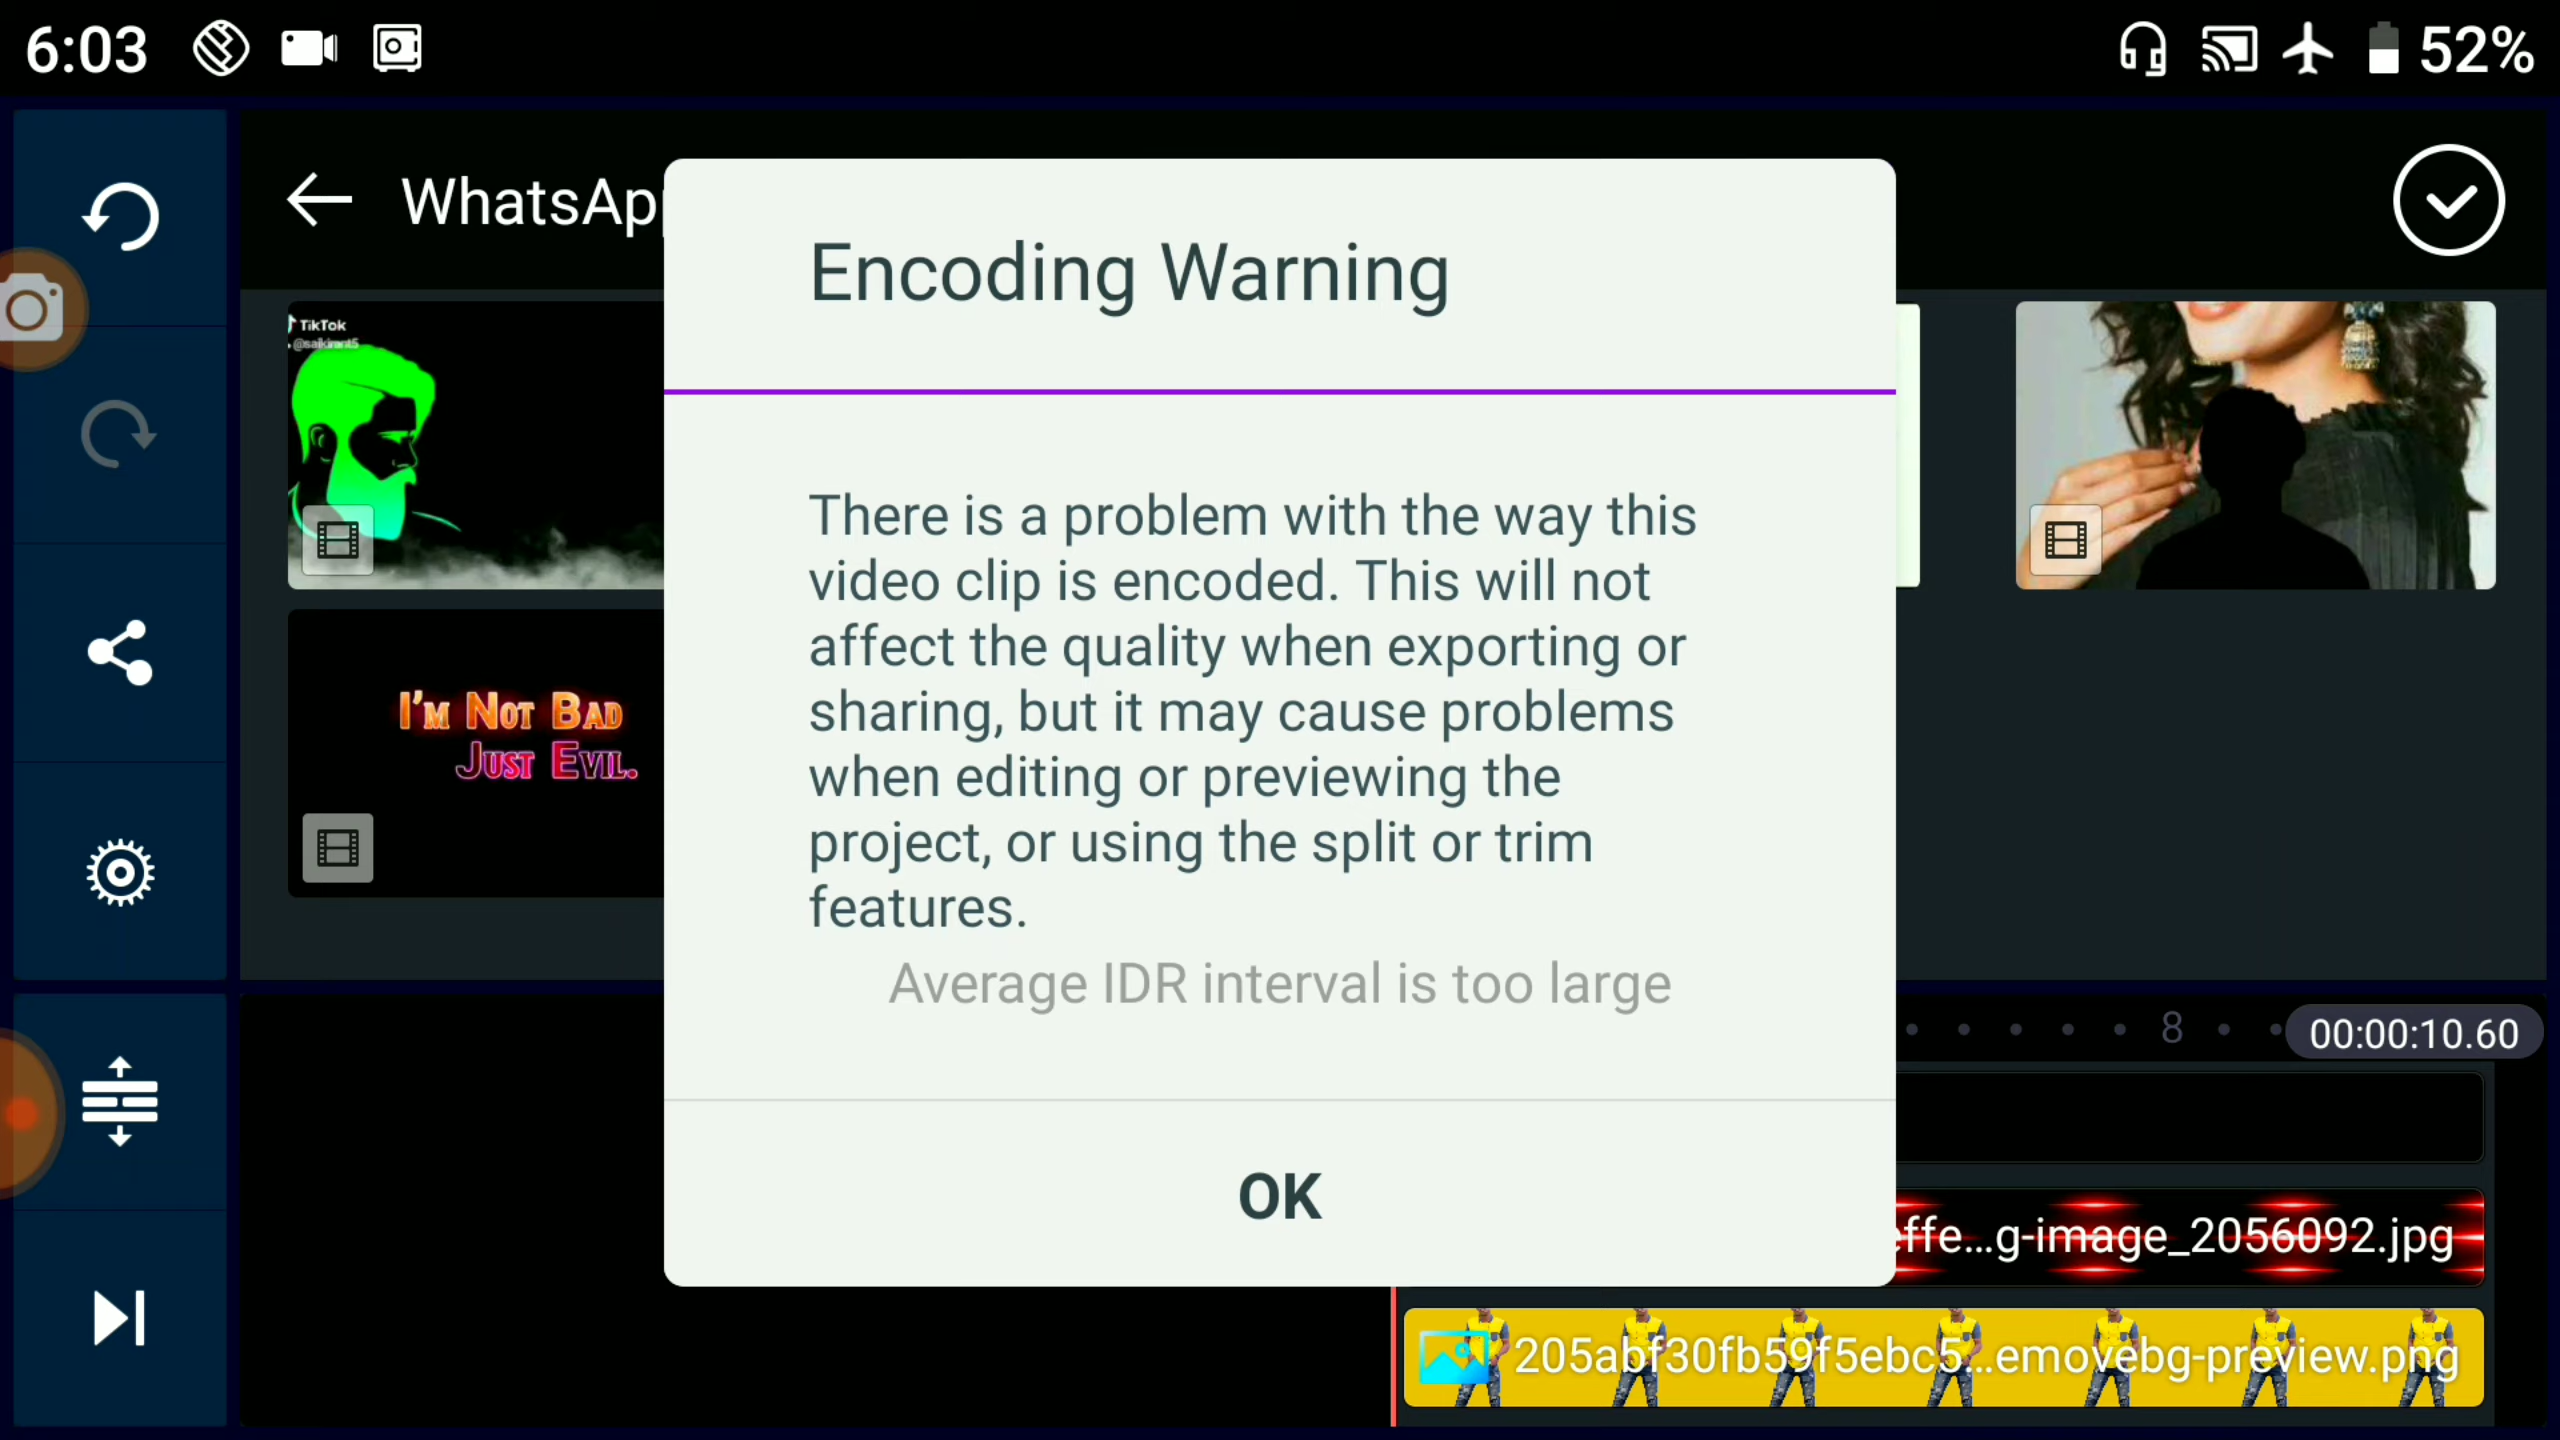 6:03
52%
WhatsAp
TikTok
@saikirant5
I'M NOT BAD
JUST EVIL.
Encoding Warning
There is a problem with the way this
video clip is encoded. This will not
affect the quality when exporting or
sharing, but it may cause problems
when editing or previewing the
project, or using the split or trim
features.
Average IDR interval is too large
OK
8
00:00:10.60
effe...g-image_2056092.jpg
205abf30fb59f5ebc5...emovebg-preview.png